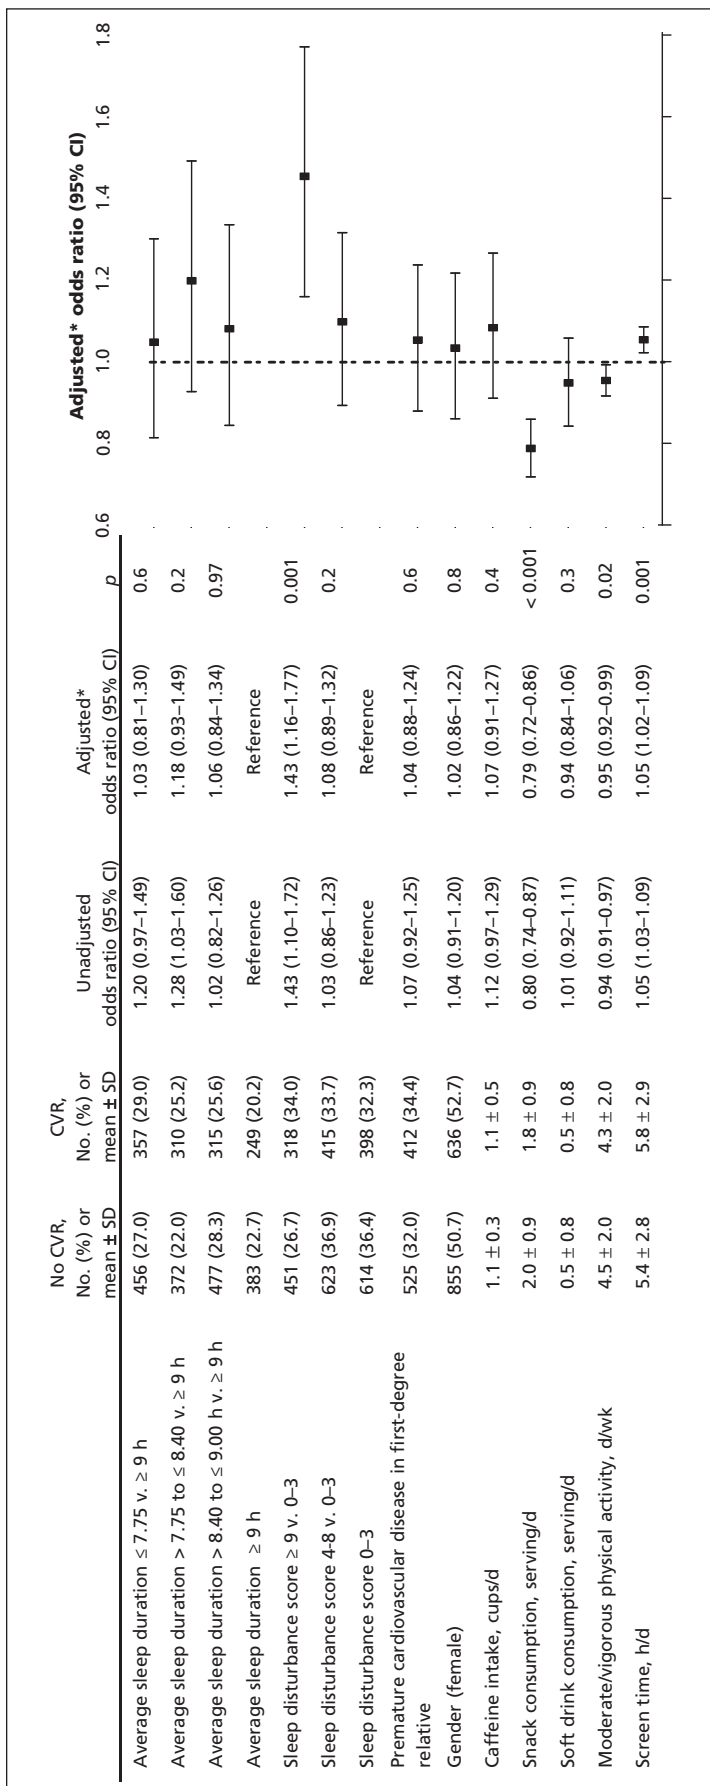 No CVR, No. (%) or mean ± SD | CVR, No. (%) or mean ± SD | Unadjusted odds ratio (95% CI) | Adjusted* odds ratio (95% CI) | p | Adjusted* odds ratio (95% CI)
0.6 0.8 1.0 1.2 1.4 1.6 1.8
Average sleep duration ≤ 7.75 v. ≥ 9 h 456 (27.0) 357 (29.0) 1.20 (0.97–1.49) 1.03 (0.81–1.30) 0.6
Average sleep duration > 7.75 to ≤ 8.40 v. ≥ 9 h 372 (22.0) 310 (25.2) 1.28 (1.03–1.60) 1.18 (0.93–1.49) 0.2
Average sleep duration > 8.40 to ≤ 9.00 h v. ≥ 9 h 477 (28.3) 315 (25.6) 1.02 (0.82–1.26) 1.06 (0.84–1.34) 0.97
Average sleep duration ≥ 9 h 383 (22.7) 249 (20.2) Reference Reference
Sleep disturbance score ≥ 9 v. 0–3 451 (26.7) 318 (34.0) 1.43 (1.10–1.72) 1.43 (1.16–1.77) 0.001
Sleep disturbance score 4-8 v. 0–3 623 (36.9) 415 (33.7) 1.03 (0.86–1.23) 1.08 (0.89–1.32) 0.2
Sleep disturbance score 0–3 614 (36.4) 398 (32.3) Reference Reference
Premature cardiovascular disease in first-degree
relative 525 (32.0) 412 (34.4) 1.07 (0.92–1.25) 1.04 (0.88–1.24) 0.6
Gender (female) 855 (50.7) 636 (52.7) 1.04 (0.91–1.20) 1.02 (0.86–1.22) 0.8
Caffeine intake, cups/d 1.1 ± 0.3 1.1 ± 0.5 1.12 (0.97–1.29) 1.07 (0.91–1.27) 0.4
Snack consumption, serving/d 2.0 ± 0.9 1.8 ± 0.9 0.80 (0.74–0.87) 0.79 (0.72–0.86) < 0.001
Soft drink consumption, serving/d 0.5 ± 0.8 0.5 ± 0.8 1.01 (0.92–1.11) 0.94 (0.84–1.06) 0.3
Moderate/vigorous physical activity, d/wk 4.5 ± 2.0 4.3 ± 2.0 0.94 (0.91–0.97) 0.95 (0.92–0.99) 0.02
Screen time, h/d 5.4 ± 2.8 5.8 ± 2.9 1.05 (1.03–1.09) 1.05 (1.02–1.09) 0.001